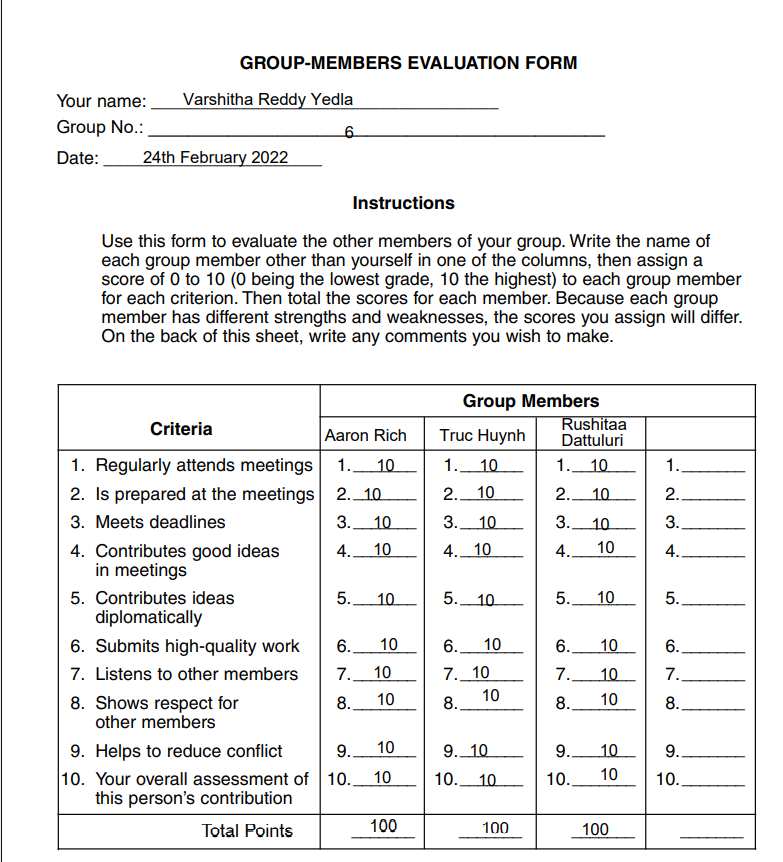 GROUP-MEMBERS EVALUATION FORM
Your name: Varshitha Reddy Yedla
Group No.: 6
Date: 24th February 2022
Instructions
Use this form to evaluate the other members of your group. Write the name of
each group member other than yourself in one of the columns, then assign a
score of 0 to 10 (0 being the lowest grade, 10 the highest) to each group member
for each criterion. Then total the scores for each member. Because each group
member has different strengths and weaknesses, the scores you assign will differ.
On the back of this sheet, write any comments you wish to make.
Group Members
Criteria Aaron Rich Truc Huynh Rushitaa
Dattuluri
1. Regularly attends meetings 1. 10 1. 10 1. 10 1.
2. Is prepared at the meetings 2. 10 2. 10 2. 10 2.
3. Meets deadlines 3. 10 3. 10 3. 10 3.
4. Contributes good ideas 4. 10 4. 10 4. 10 4.
in meetings
5. Contributes ideas 5. 10 5. 10 5. 10 5.
diplomatically
6. Submits high-quality work 6. 10 6. 10 6. 10 6.
7. Listens to other members 7. 10 7. 10 7. 10 7.
8. Shows respect for 8. 10 8. 10 8. 10 8.
other members
9. Helps to reduce conflict 9. 10 9. 10 9. 10 9.
10. Your overall assessment of 10. 10 10. 10 10. 10 10.
this person's contribution
Total Points 100 100 100